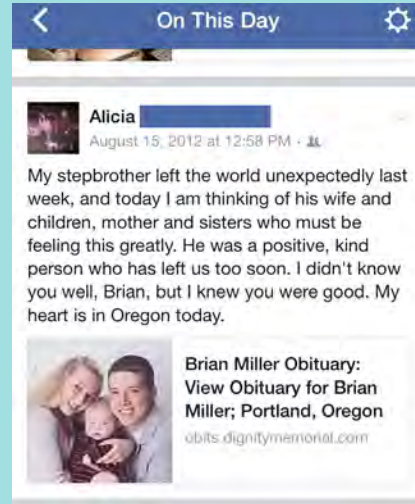 On This Day
Alicia
August 15, 2012 at 12:58 PM ·
My stepbrother left the world unexpectedly last
week, and today I am thinking of his wife and
children, mother and sisters who must be
feeling this greatly. He was a positive, kind
person who has left us too soon. I didn't know
you well, Brian, but I knew you were good. My
heart is in Oregon today.
Brian Miller Obituary:
View Obituary for Brian
Miller; Portland, Oregon
obits.dignitymemorial.com